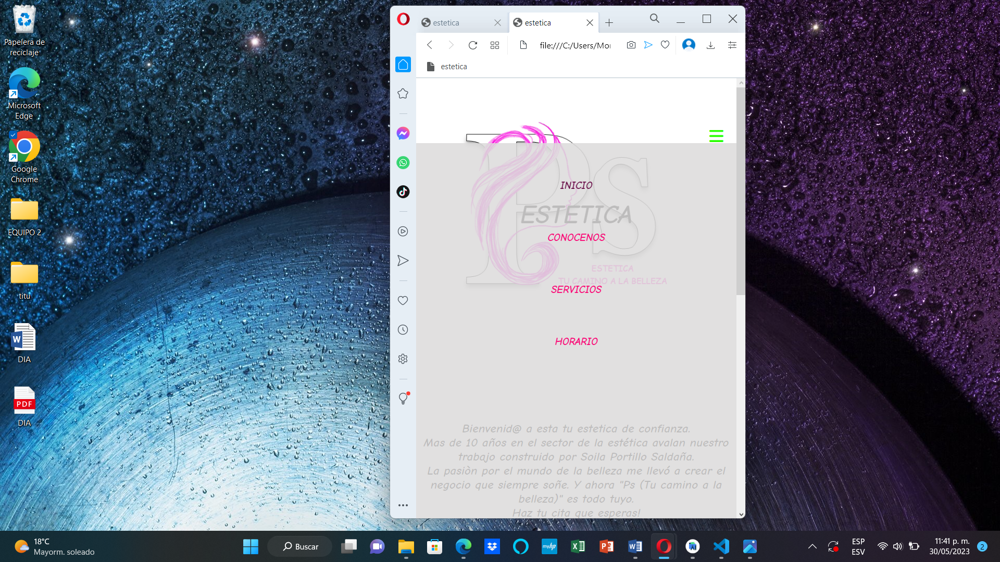 Papelera de
reciclaje
Microsoft
Edge
Google
Chrome
EQUIPO 2
titu
W
DIA
PDF
DIA
estetica
estetica
file:///C:/Users/Mo
estetica
Ps
INICIO
ESTETICA
CONOCENOS
ESTETICA
TU CAMINO A LA BELLEZA
SERVICIOS
HORARIO
Bienvenid@ a esta tu estetica de confianza.
Mas de 10 años en el sector de la estética avalan nuestro
trabajo construido por Soila Portillo Saldaña.
La pasiòn por el mundo de la belleza me llevó a crear el
negocio que siempre soñe. Y ahora "Ps (Tu camino a la
belleza)" es todo tuyo.
Haz tu cita que esperas!
18°C
Mayorm. soleado
Buscar
myhp
X
P
W
ESP
ESV
11:41 p. m.
30/05/2023
2